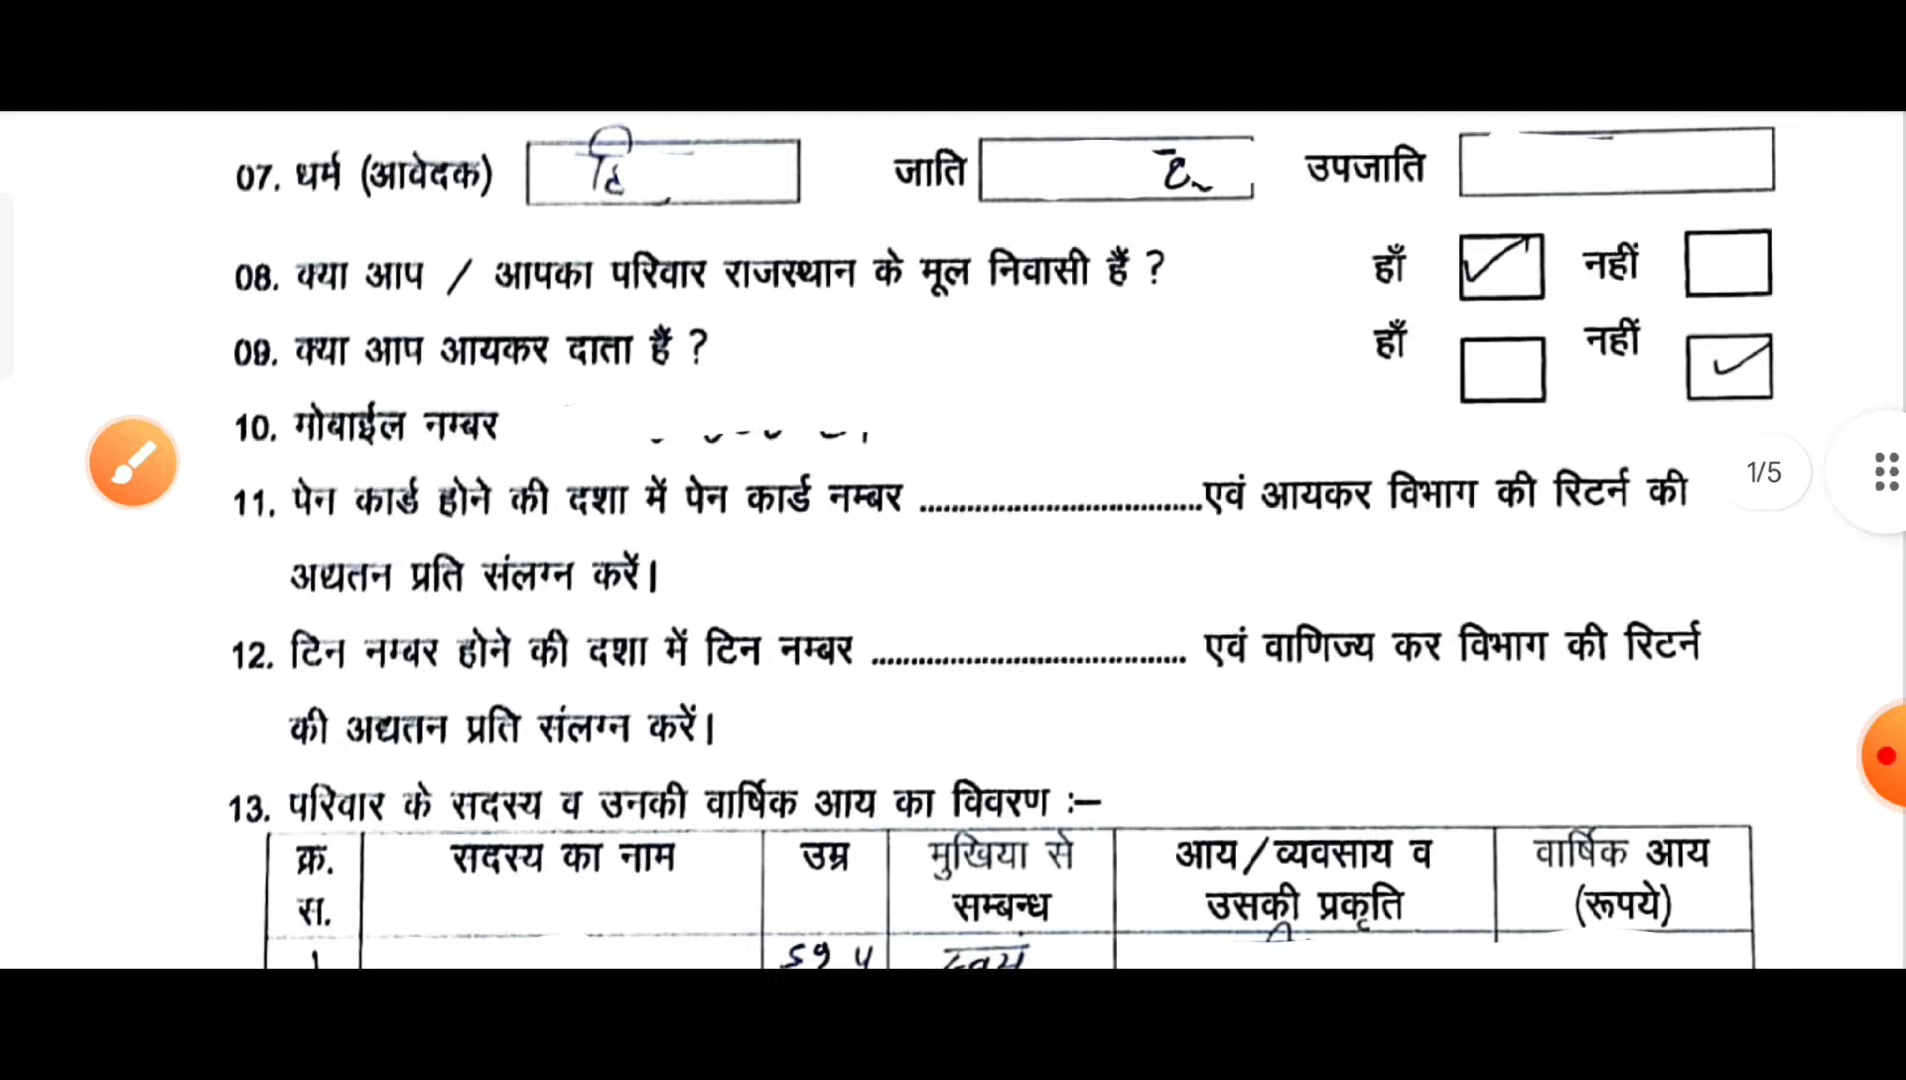 07. धर्म (आवेदक) हि जाति उपजाति
08. क्या आप / आपका परिवार राजस्थान के मूल निवासी हैं ? हाँ नहीं
09. क्या आप आयकर दाता हैं ? हाँ नहीं
10. मोबाईल नम्बर
1/5
11. पेन कार्ड होने की दशा में पेन कार्ड नम्बर ................................... एवं आयकर विभाग की रिटर्न की
अद्यतन प्रति संलग्न करें।
12. टिन नम्बर होने की दशा में टिन नम्बर ....................................... एवं वाणिज्य कर विभाग की रिटर्न
की अद्यतन प्रति संलग्न करें।
13. परिवार के सदस्य व उनकी वार्षिक आय का विवरण :–
क्र. सदस्य का नाम उम्र मुखिया से आय/व्यवसाय व वार्षिक आय
स. सम्बन्ध उसकी प्रकृति (रूपये)
स्वयं